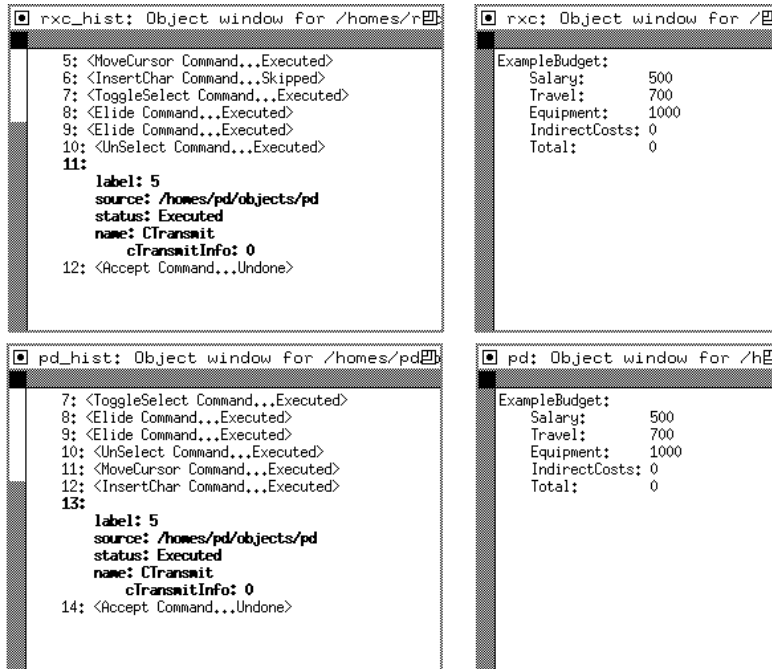 rxc_hist: Object window for /homes/r
5: <MoveCursor Command...Executed>
6: <InsertChar Command...Skipped>
7: <ToggleSelect Command...Executed>
8: <Elide Command...Executed>
9: <Elide Command...Executed>
10: <UnSelect Command...Executed>
11:
label: 5
source: /homes/pd/objects/pd
status: Executed
name: CTransmit
cTransmitInfo: 0
12: <Accept Command...Undone>
rxc: Object window for /
ExampleBudget:
Salary: 500
Travel: 700
Equipment: 1000
IndirectCosts: 0
Total: 0
pd_hist: Object window for /homes/pd
7: <ToggleSelect Command...Executed>
8: <Elide Command...Executed>
9: <Elide Command...Executed>
10: <UnSelect Command...Executed>
11: <MoveCursor Command...Executed>
12: <InsertChar Command...Executed>
13:
label: 5
source: /homes/pd/objects/pd
status: Executed
name: CTransmit
cTransmitInfo: 0
14: <Accept Command...Undone>
pd: Object window for /h
ExampleBudget:
Salary: 500
Travel: 700
Equipment: 1000
IndirectCosts: 0
Total: 0